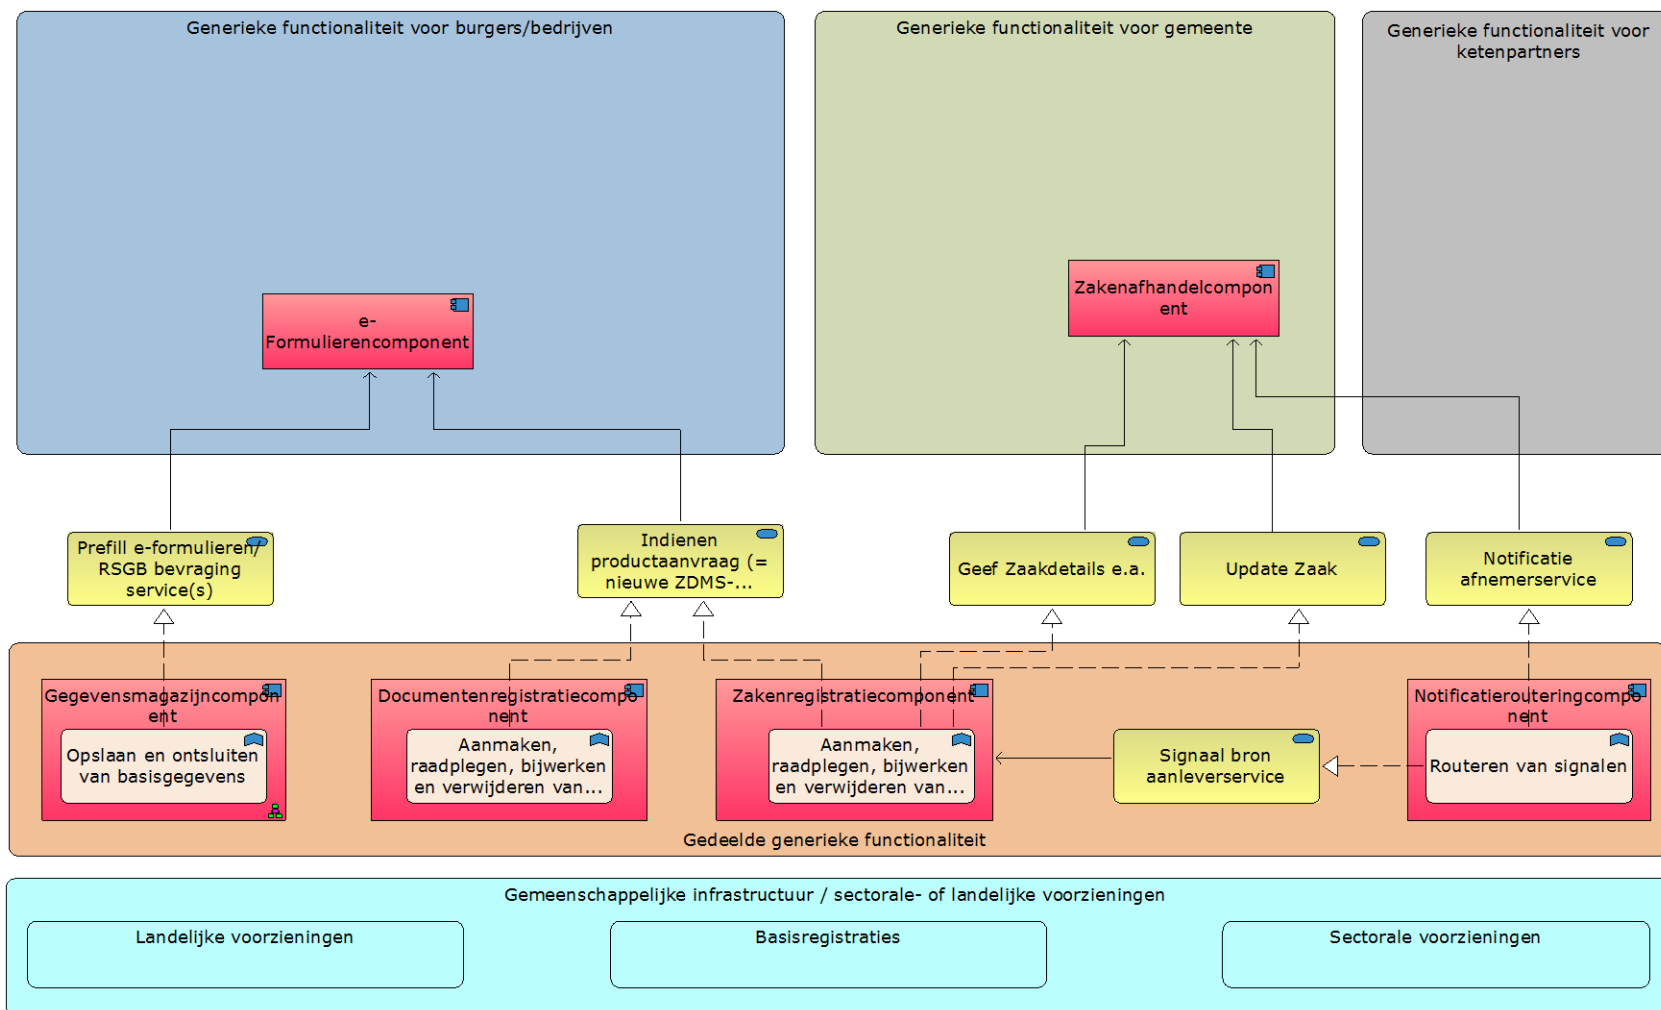 Generieke functionaliteit voor burgers/bedrijven
Generieke functionaliteit voor gemeente
Generieke functionaliteit voor
ketenpartners
Zakenafhandelcompon
ent
e-
Formulierencomponent
Prefill e-formulieren/
RSGB bevraging
service(s)
Indienen
productaanvraag (=
nieuwe ZDMS-...
Geef Zaakdetails e.a.
Update Zaak
Notificatie
afnemerservice
Gegevensmagazijncompon
ent
Opslaan en ontsluiten
van basisgegevens
Documentenregistratiecompo
nent
Aanmaken,
raadplegen, bijwerken
en verwijderen van...
Zakenregistratiecomponent
Aanmaken,
raadplegen, bijwerken
en verwijderen van...
Signaal bron
aanleverservice
Notificatierouteringcompo
nent
Routeren van signalen
Gedeelde generieke functionaliteit
Gemeenschappelijke infrastructuur / sectorale- of landelijke voorzieningen
Landelijke voorzieningen
Basisregistraties
Sectorale voorzieningen